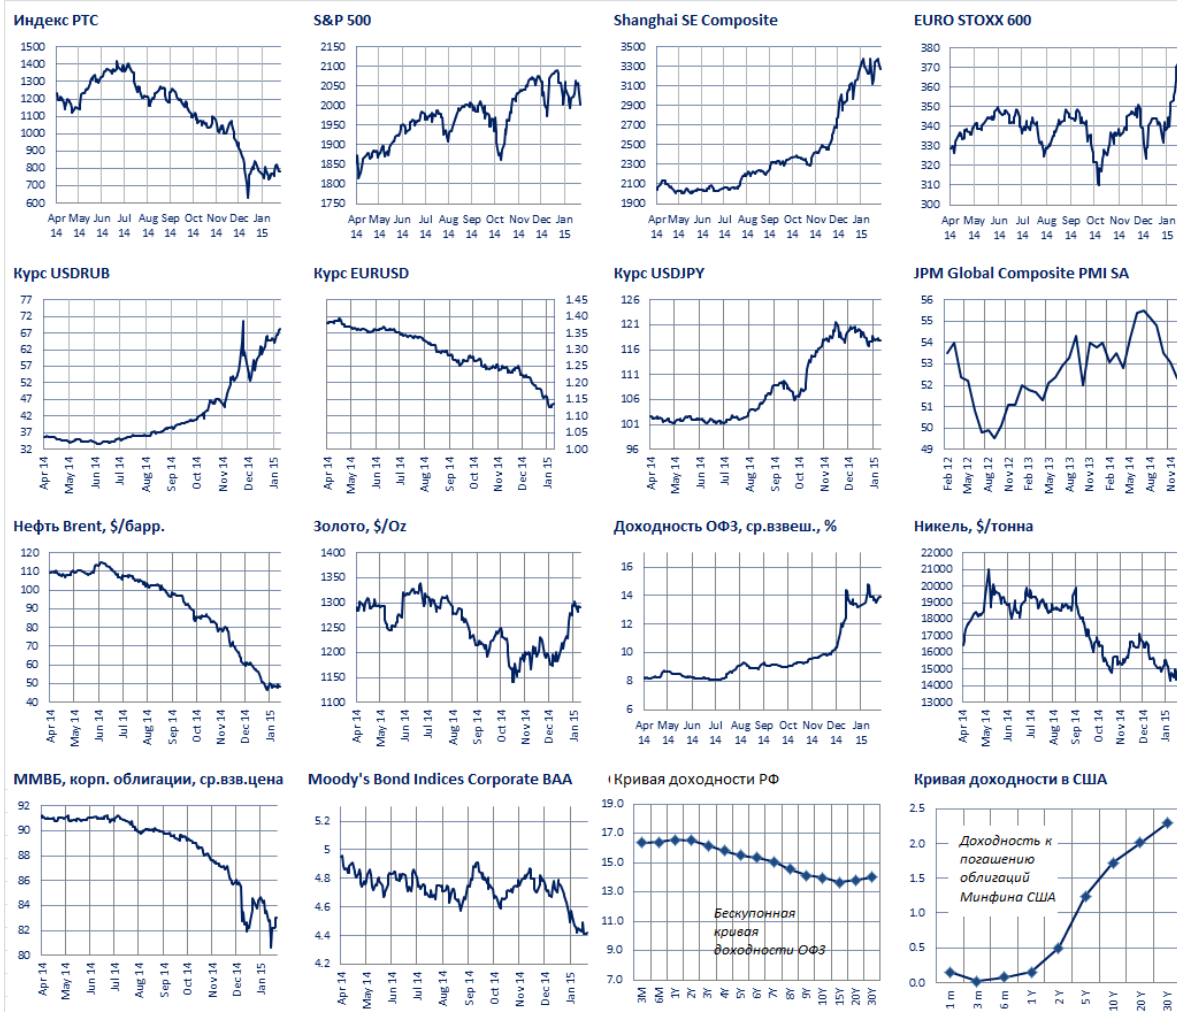 Индекс РТС
1500
1400
1300
1200
1100
1000
900
800
700
600
Apr May Jun Jul Aug Sep Oct Nov Dec Jan
14 14 14 14 14 14 14 14 14 15
S&P 500
2150
2100
2050
2000
1950
1900
1850
1800
1750
Apr May Jun Jul Aug Sep Oct Nov Dec Jan
14 14 14 14 14 14 14 14 14 15
Shanghai SE Composite
3500
3300
3100
2900
2700
2500
2300
2100
1900
Apr May Jun Jul Aug Sep Oct Nov Dec Jan
14 14 14 14 14 14 14 14 14 15
EURO STOXX 600
380
370
360
350
340
330
320
310
300
Apr May Jun Jul Aug Sep Oct Nov Dec Jan
14 14 14 14 14 14 14 14 14 15
Курс USDRUB
77
72
67
62
57
52
47
42
37
32
Apr 14 May 14 Jun 14 Jul 14 Aug 14 Sep 14 Oct 14 Nov 14 Dec 14 Jan 15
Курс EURUSD
1.45
1.40
1.35
1.30
1.25
1.20
1.15
1.10
1.05
1.00
Apr 14 May 14 Jun 14 Jul 14 Aug 14 Sep 14 Oct 14 Nov 14 Dec 14 Jan 15
Курс USDJPY
126
121
116
111
106
101
96
Apr 14 May 14 Jun 14 Jul 14 Aug 14 Sep 14 Oct 14 Nov 14 Dec 14 Jan 15
JPM Global Composite PMI SA
56
55
54
53
52
51
50
49
Feb 12 May 12 Aug 12 Nov 12 Feb 13 May 13 Aug 13 Nov 13 Feb 14 May 14 Aug 14 Nov 14
Нефть Brent, $/барр.
120
110
100
90
80
70
60
50
40
Apr 14 May 14 Jun 14 Jul 14 Aug 14 Sep 14 Oct 14 Nov 14 Dec 14 Jan 15
Золото, $/Oz
1400
1350
1300
1250
1200
1150
1100
Apr 14 May 14 Jun 14 Jul 14 Aug 14 Sep 14 Oct 14 Nov 14 Dec 14 Jan 15
Доходность ОФЗ, ср.взвеш., %
16
14
12
10
8
6
Apr May Jun Jul Aug Sep Oct Nov Dec Jan
14 14 14 14 14 14 14 14 14 15
Никель, $/тонна
22000
21000
20000
19000
18000
17000
16000
15000
14000
13000
Apr 14 May 14 Jun 14 Jul 14 Aug 14 Sep 14 Oct 14 Nov 14 Dec 14 Jan 15
ММВБ, корп. облигации, ср.взв.цена
92
90
88
86
84
82
80
Apr 14 May 14 Jun 14 Jul 14 Aug 14 Sep 14 Oct 14 Nov 14 Dec 14 Jan 15
Moody's Bond Indices Corporate BAA
5.2
5
4.8
4.6
4.4
4.2
Apr 14 May 14 Jun 14 Jul 14 Aug 14 Sep 14 Oct 14 Nov 14 Dec 14 Jan 15
Кривая доходности РФ
19.0
17.0
15.0
13.0
11.0
9.0
7.0
Бескупонная
кривая
доходности ОФЗ
3M 6M 1Y 2Y 3Y 4Y 5Y 6Y 7Y 8Y 9Y 10Y 15Y 20Y 30Y
Кривая доходности в США
2.5
2.0
1.5
1.0
0.5
0.0
Доходность к
погашению
облигаций
Минфина США
1 m 3 m 6 m 1 Y 2 Y 5 Y 10 Y 20 Y 30 Y